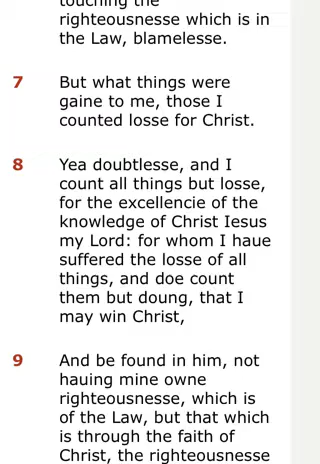 touching the
righteousnesse which is in
the Law, blamelesse.
7 But what things were
gaine to me, those I
counted losse for Christ.
8 Yea doubtlesse, and I
count all things but losse,
for the excellencie of the
knowledge of Christ Iesus
my Lord: for whom I haue
suffered the losse of all
things, and doe count
them but doung, that I
may win Christ,
9 And be found in him, not
hauing mine owne
righteousnesse, which is
of the Law, but that which
is through the faith of
Christ, the righteousnesse